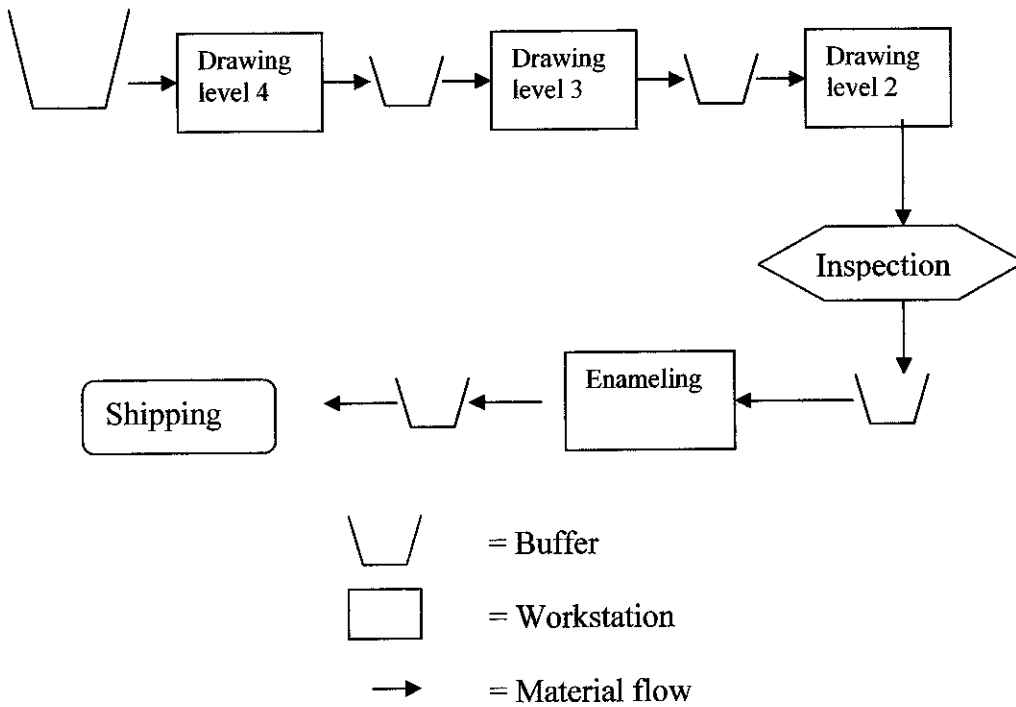 Drawing
level 4
Drawing
level 3
Drawing
level 2
Inspection
Enameling
Shipping
= Buffer
= Workstation
= Material flow